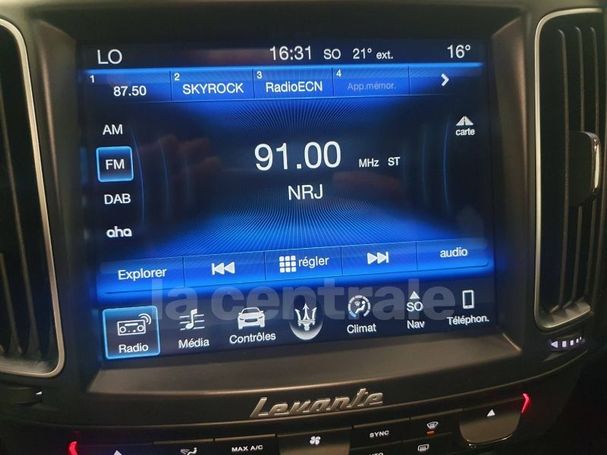 LO 16:31 SO 21° ext. 16°
1 87.50 2 SKYROCK 3 RadioECN 4 App.mémor.
AM
carte
FM
91.00 MHz ST
DAB
NRJ
aha
Explorer régler audio
la centrale
SO
Radio Média Contrôles Climat Nav Téléphon.
Levante
MAX A/C SYNC
AUTO